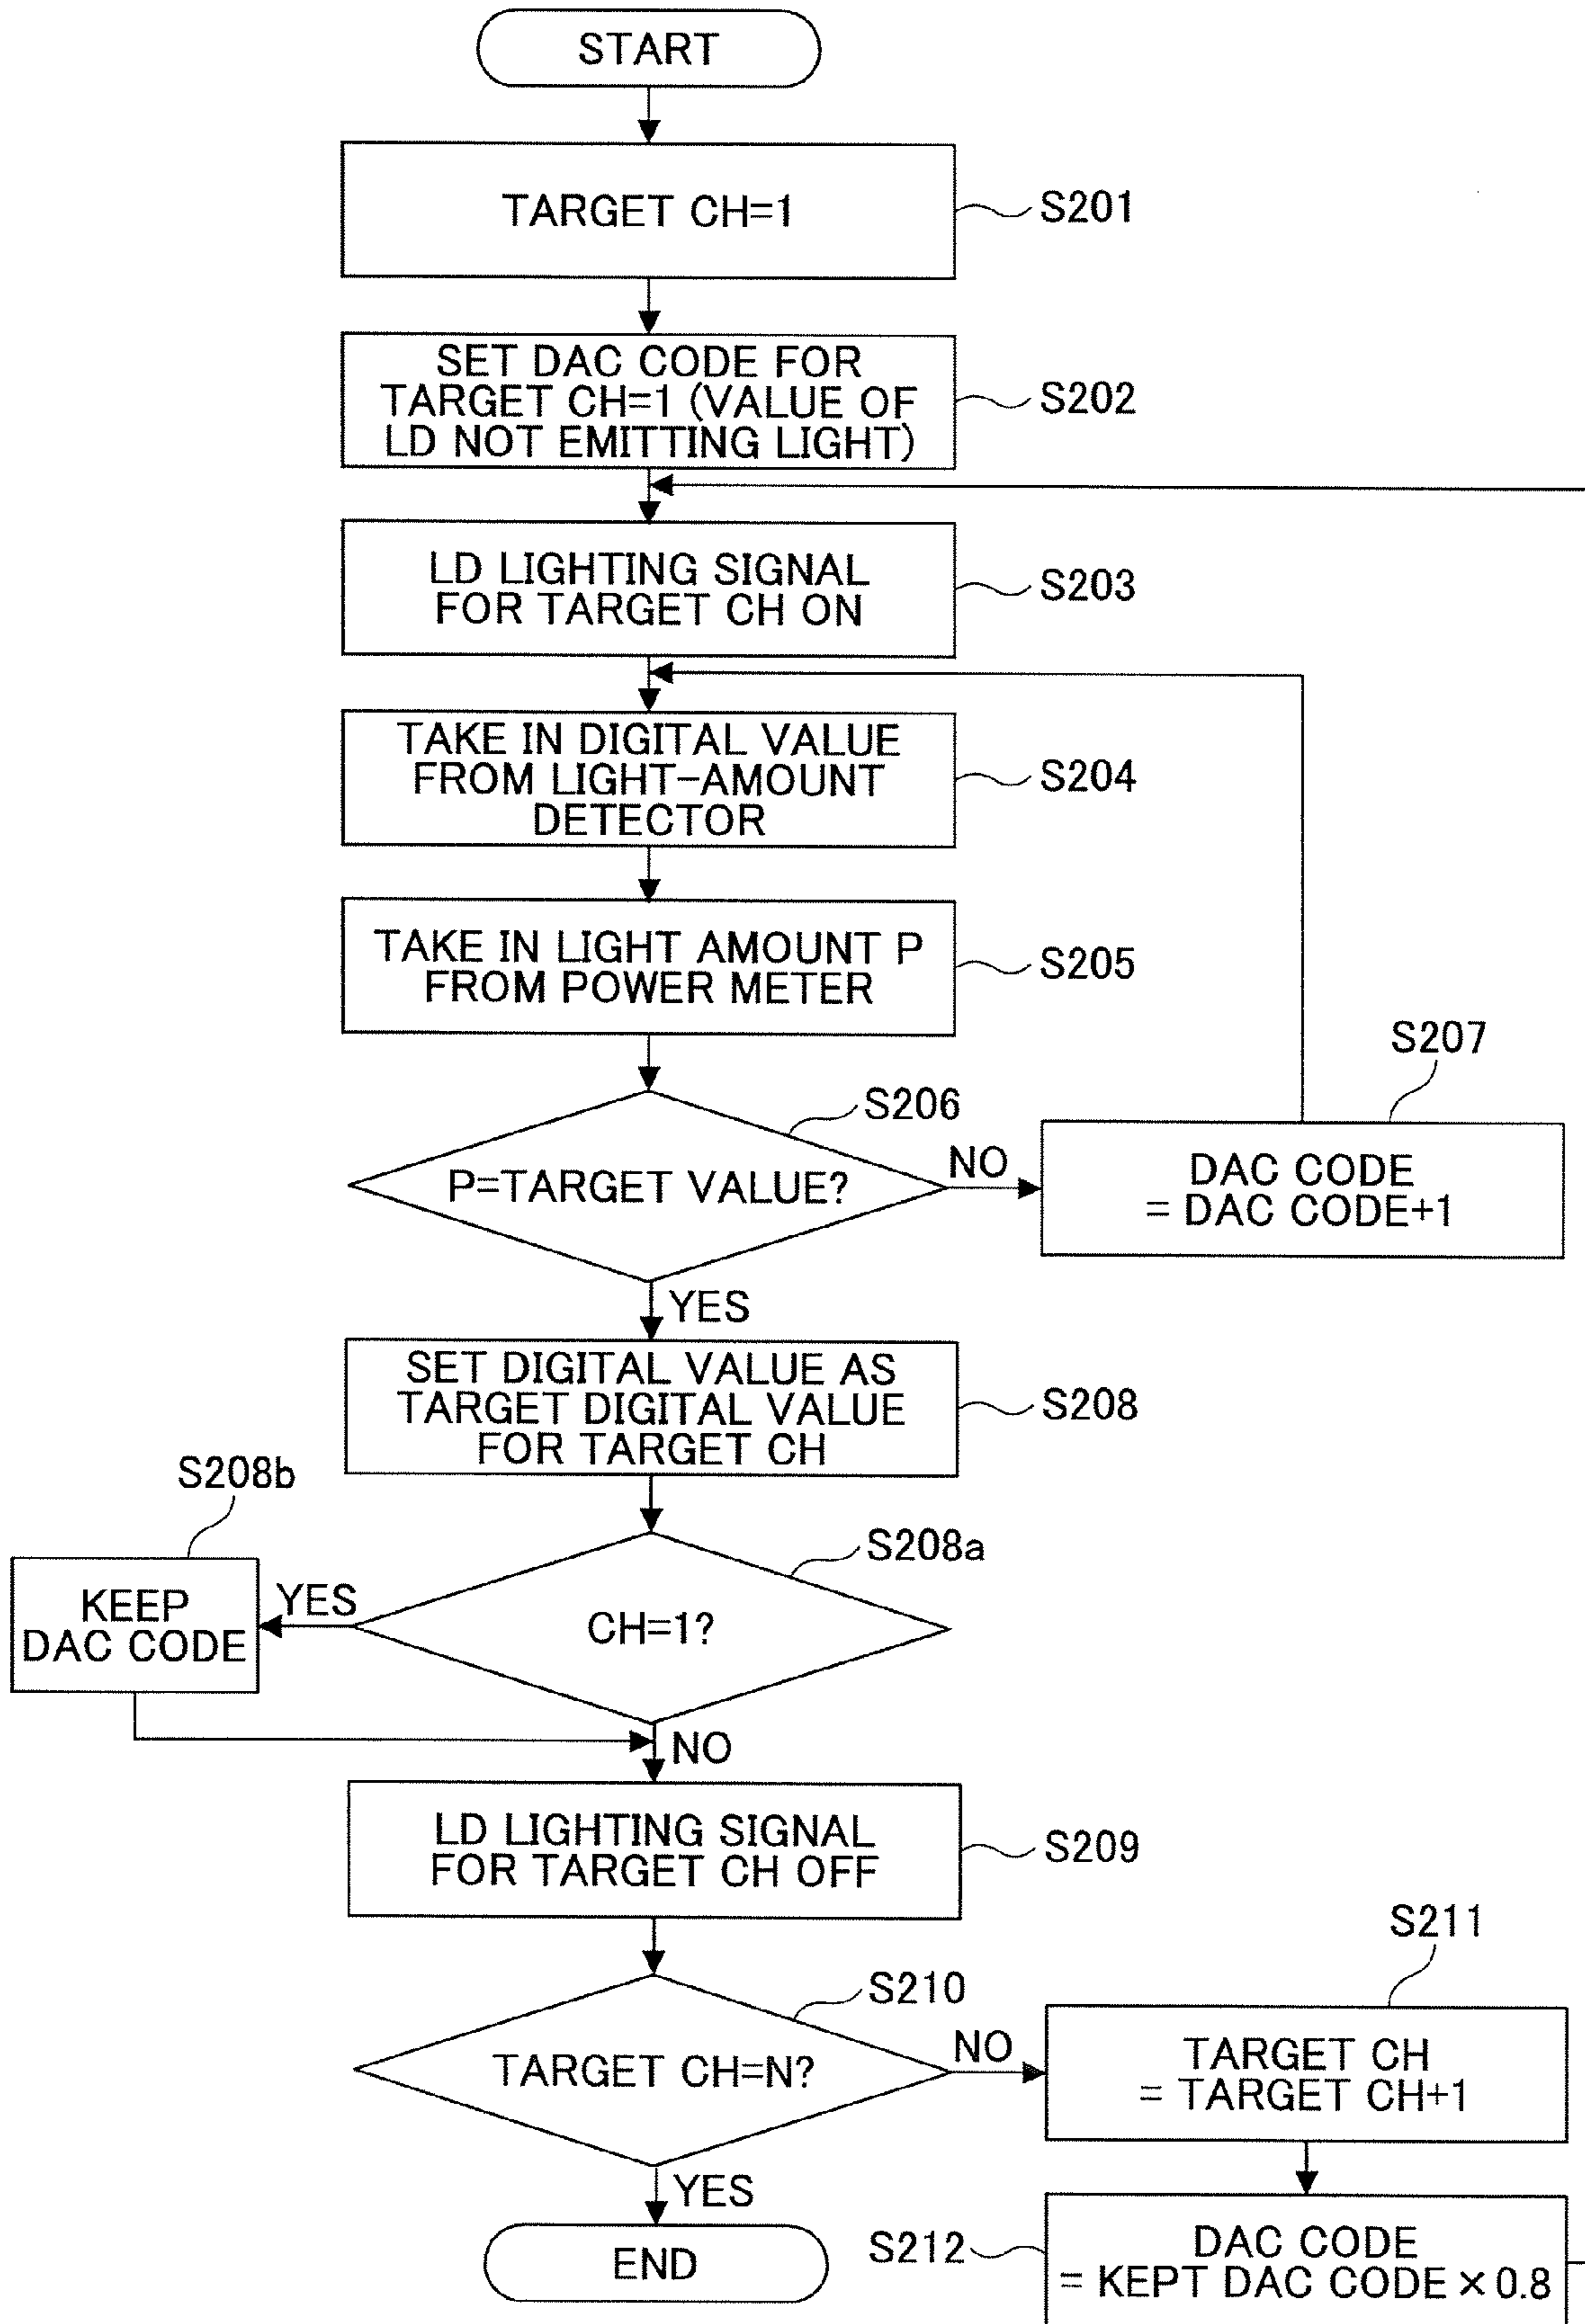 START
TARGET CH=1
S201
SET DAC CODE FOR
TARGET CH=1 (VALUE OF
LD NOT EMITTING LIGHT)
S202
LD LIGHTING SIGNAL
FOR TARGET CH ON
S203
TAKE IN DIGITAL VALUE
FROM LIGHT-AMOUNT
DETECTOR
S204
TAKE IN LIGHT AMOUNT P
FROM POWER METER
S205
S206
P=TARGET VALUE?
NO
S207
DAC CODE
= DAC CODE+1
YES
SET DIGITAL VALUE AS
TARGET DIGITAL VALUE
FOR TARGET CH
S208
S208a
CH=1?
YES
S208b
KEEP
DAC CODE
NO
LD LIGHTING SIGNAL
FOR TARGET CH OFF
S209
S210
TARGET CH=N?
NO
S211
TARGET CH
= TARGET CH+1
YES
END
S212
DAC CODE
= KEPT DAC CODE×0.8